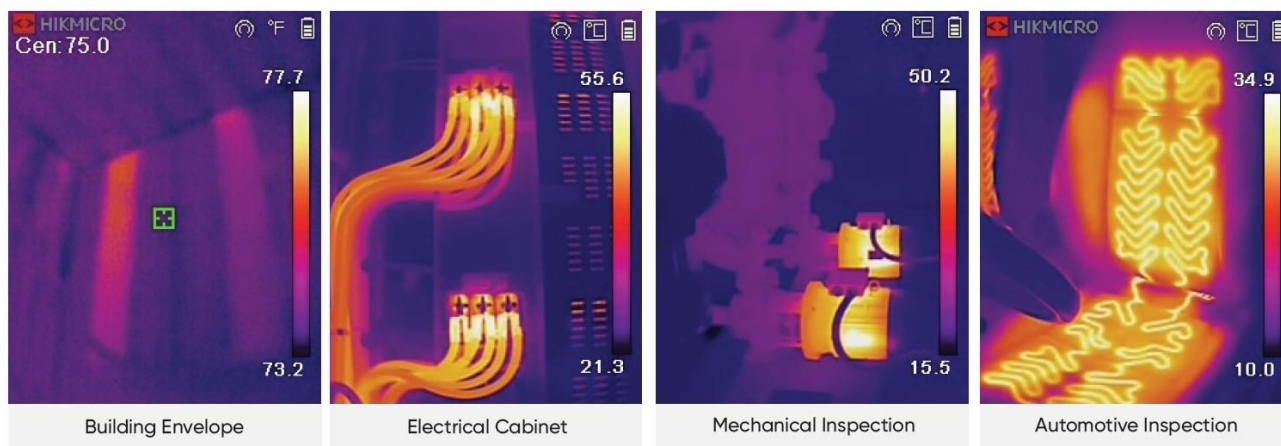 HIKMICRO
°F
Cen: 75.0
77.7
73.2
Building Envelope
°C
55.6
21.3
Electrical Cabinet
°C
50.2
15.5
Mechanical Inspection
HIKMICRO
°C
34.9
10.0
Automotive Inspection